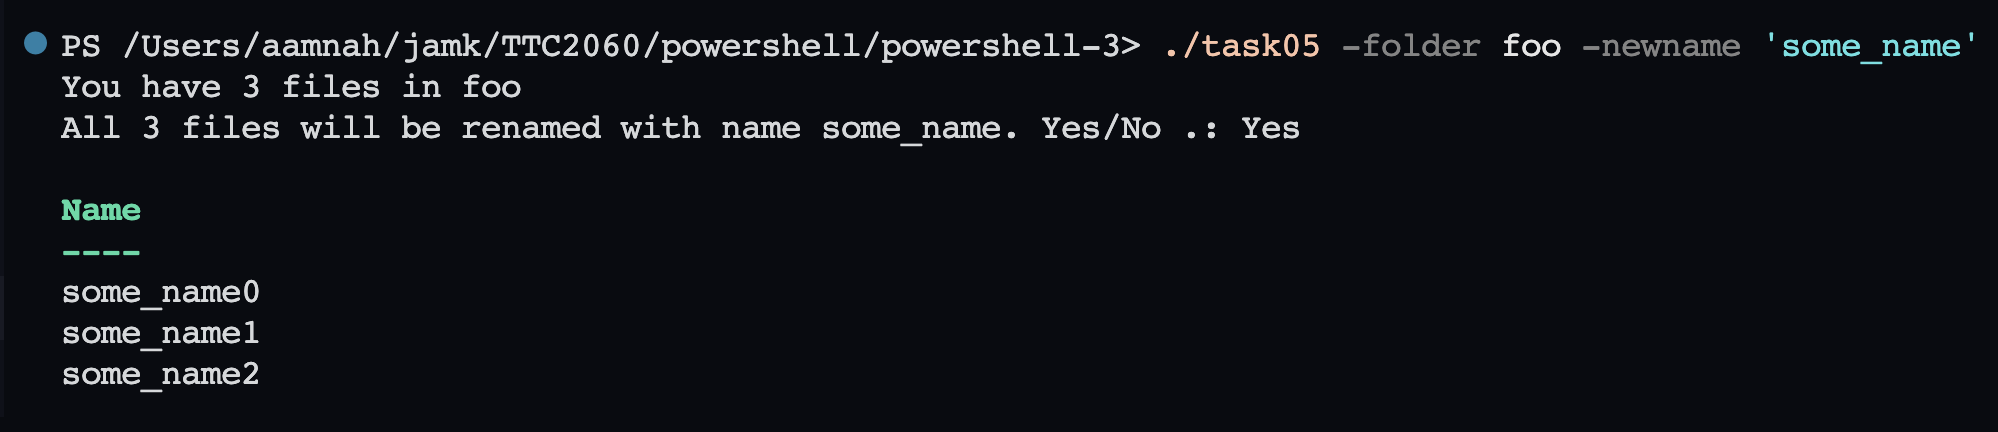 PS /Users/aamnah/jamk/TTC2060/powershell/powershell-3> ./task05 -folder foo -newname 'some_name'
You have 3 files in foo
All 3 files will be renamed with name some_name. Yes/No .: Yes
Name
----
some_name0
some_name1
some_name2